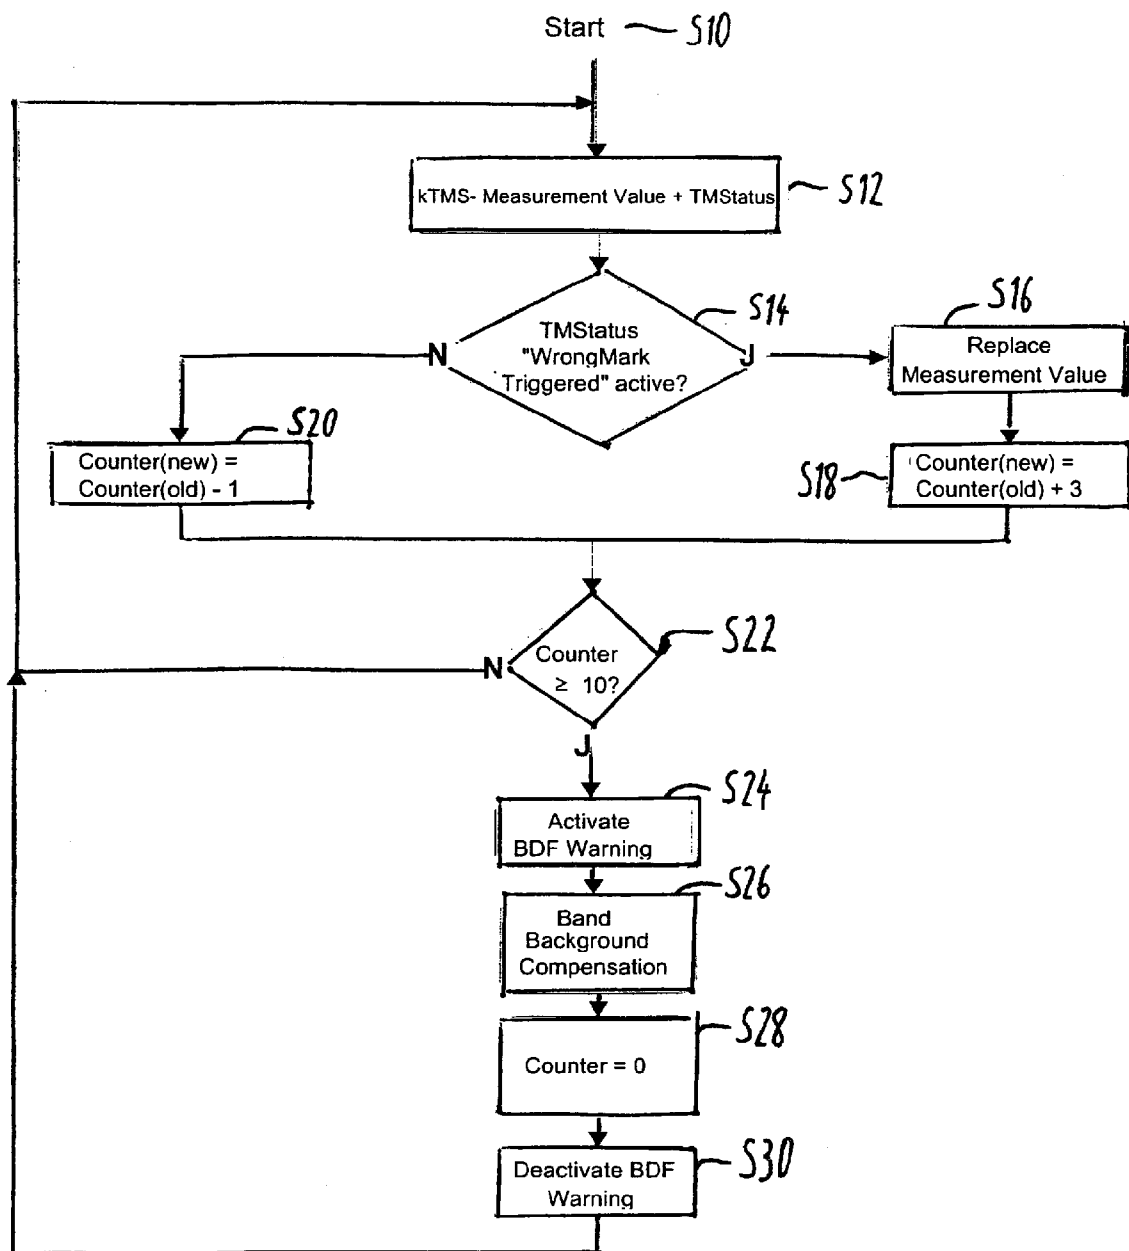 Start S10
kTMS- Measurement Value + TMStatus
S12
S14
TMStatus
"WrongMark
Triggered" active?
N
J
S16
Replace
Measurement Value
S20
Counter(new) =
Counter(old) - 1
S18
Counter(new) =
Counter(old) + 3
S22
Counter
≥ 10?
N
J
S24
Activate
BDF Warning
S26
Band
Background
Compensation
S28
Counter = 0
S30
Deactivate BDF
Warning